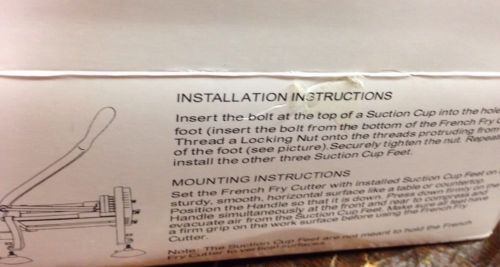 INSTALLATION INSTRUCTIONS
Insert the bolt at the top of a Suction Cup into the hole
foot (insert the bolt from the bottom of the French Fry C
Thread a Locking Nut onto the threads protruding from
of the foot (see picture).Securely tighten the nut. Repeat
install the other three Suction Cup Feet.
MOUNTING INSTRUCTIONS
Set the French Fry Cutter with installed Suction Cup Feet on
sturdy, smooth, horizontal surface like a table or countertop.
Position the Handle so that it is down. Press down firmly on the
Handle simultaneously at the front and rear to completely
evacuate air from the Suction Cup Feet. Make sure all feet have
a firm grip on the work surface before using the French Fry
Cutter.
Note: The Suction Cup Feet are not meant to hold the French
Fry Cutter to vertical surfaces.